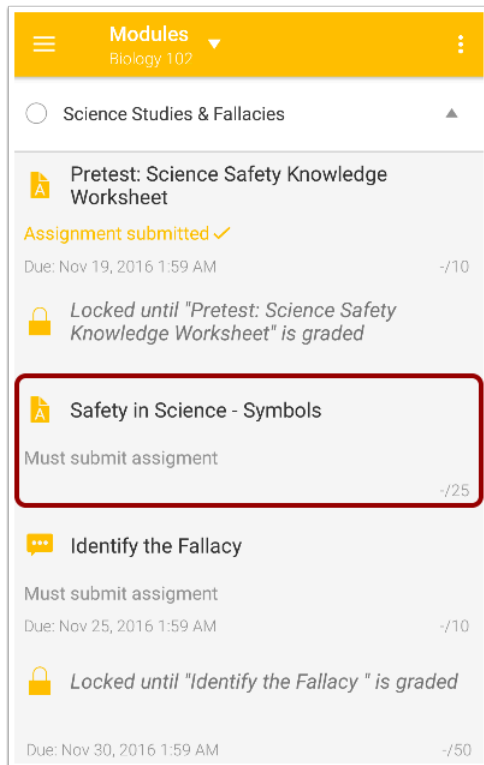 Modules
Biology 102
Science Studies & Fallacies
Pretest: Science Safety Knowledge
Worksheet
Assignment submitted
Due: Nov 19, 2016 1:59 AM -/10
Locked until "Pretest: Science Safety
Knowledge Worksheet" is graded
Safety in Science - Symbols
Must submit assigment
-/25
Identify the Fallacy
Must submit assigment
Due: Nov 25, 2016 1:59 AM -/10
Locked until "Identify the Fallacy " is graded
Due: Nov 30, 2016 1:59 AM -/50